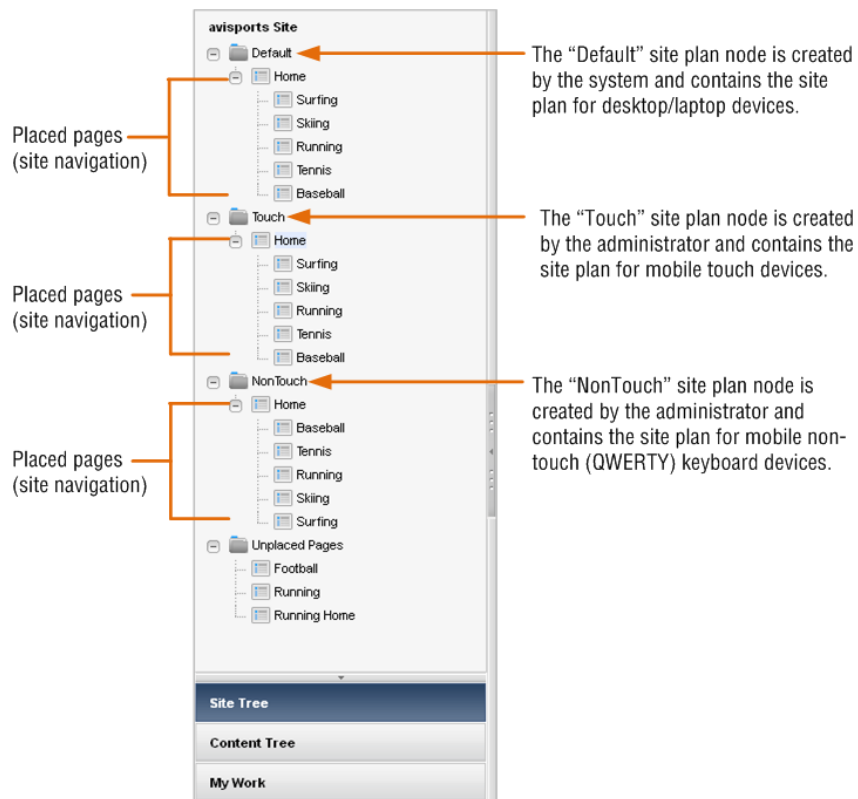 avisports Site
Default
Home
Surfing
Skiing
Running
Tennis
Baseball
Placed pages
(site navigation)
The “Default” site plan node is created
by the system and contains the site
plan for desktop/laptop devices.
Touch
Home
Surfing
Skiing
Running
Tennis
Baseball
Placed pages
(site navigation)
The “Touch” site plan node is created
by the administrator and contains the
site plan for mobile touch devices.
NonTouch
Home
Baseball
Tennis
Running
Skiing
Surfing
Placed pages
(site navigation)
The “NonTouch” site plan node is
created by the administrator and
contains the site plan for mobile non-
touch (QWERTY) keyboard devices.
Unplaced Pages
Football
Running
Running Home
Site Tree
Content Tree
My Work